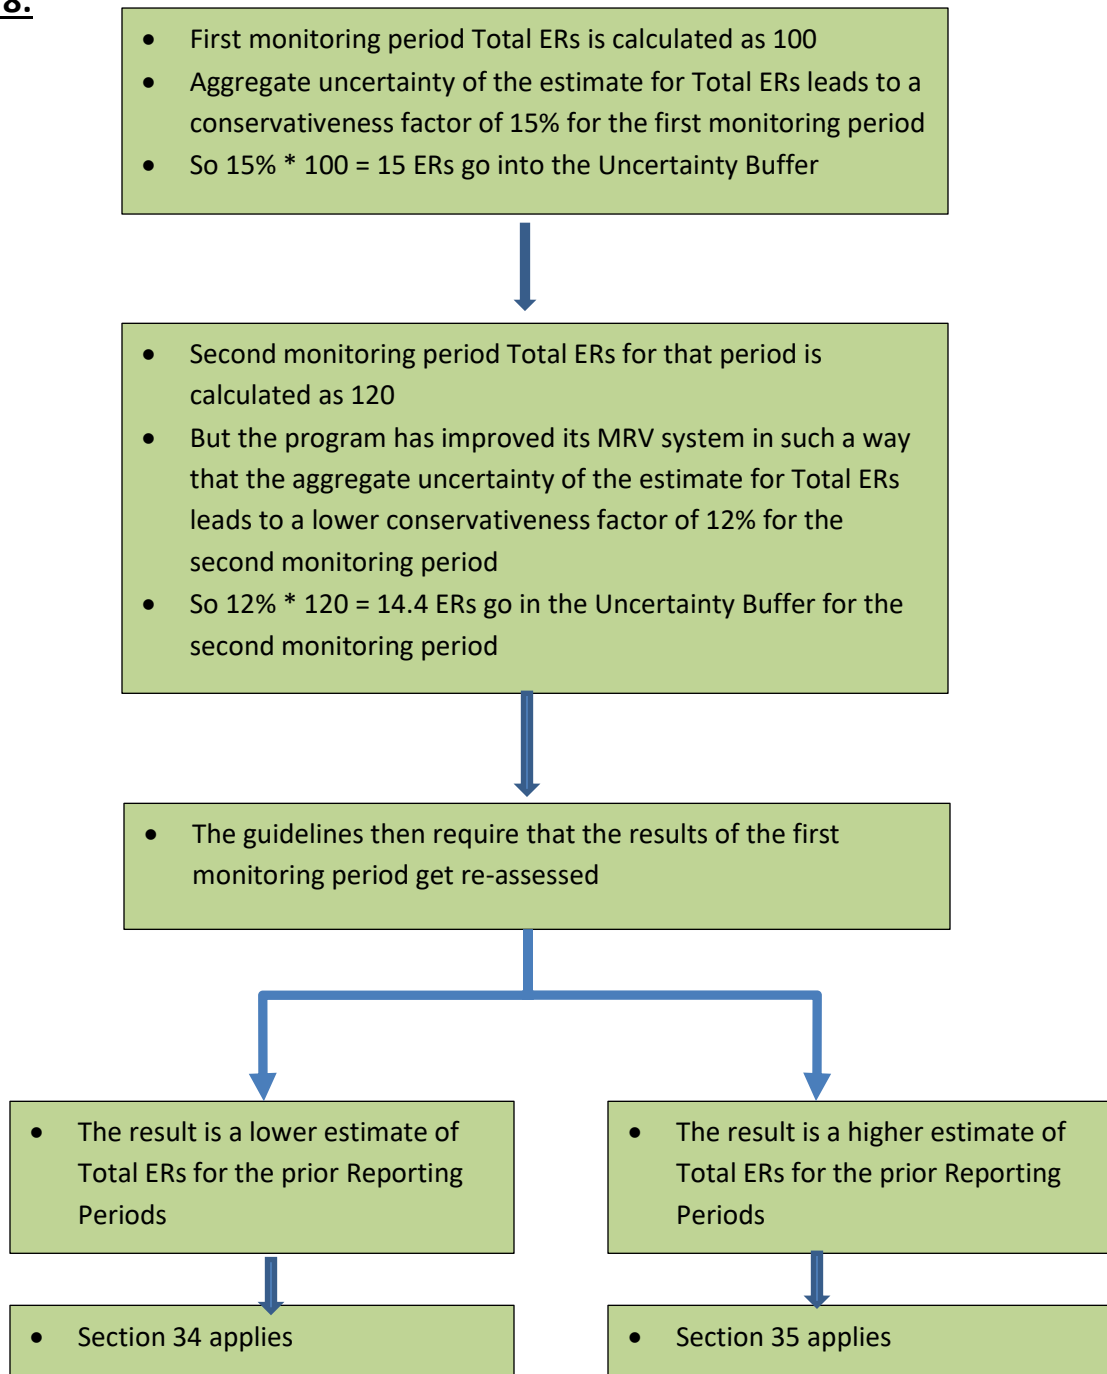 8.
• First monitoring period Total ERs is calculated as 100
• Aggregate uncertainty of the estimate for Total ERs leads to a
conservativeness factor of 15% for the first monitoring period
• So 15% * 100 = 15 ERs go into the Uncertainty Buffer
• Second monitoring period Total ERs for that period is
calculated as 120
• But the program has improved its MRV system in such a way
that the aggregate uncertainty of the estimate for Total ERs
leads to a lower conservativeness factor of 12% for the
second monitoring period
• So 12% * 120 = 14.4 ERs go in the Uncertainty Buffer for the
second monitoring period
• The guidelines then require that the results of the first
monitoring period get re-assessed
• The result is a lower estimate of
Total ERs for the prior Reporting
Periods
• The result is a higher estimate of
Total ERs for the prior Reporting
Periods
• Section 34 applies
• Section 35 applies